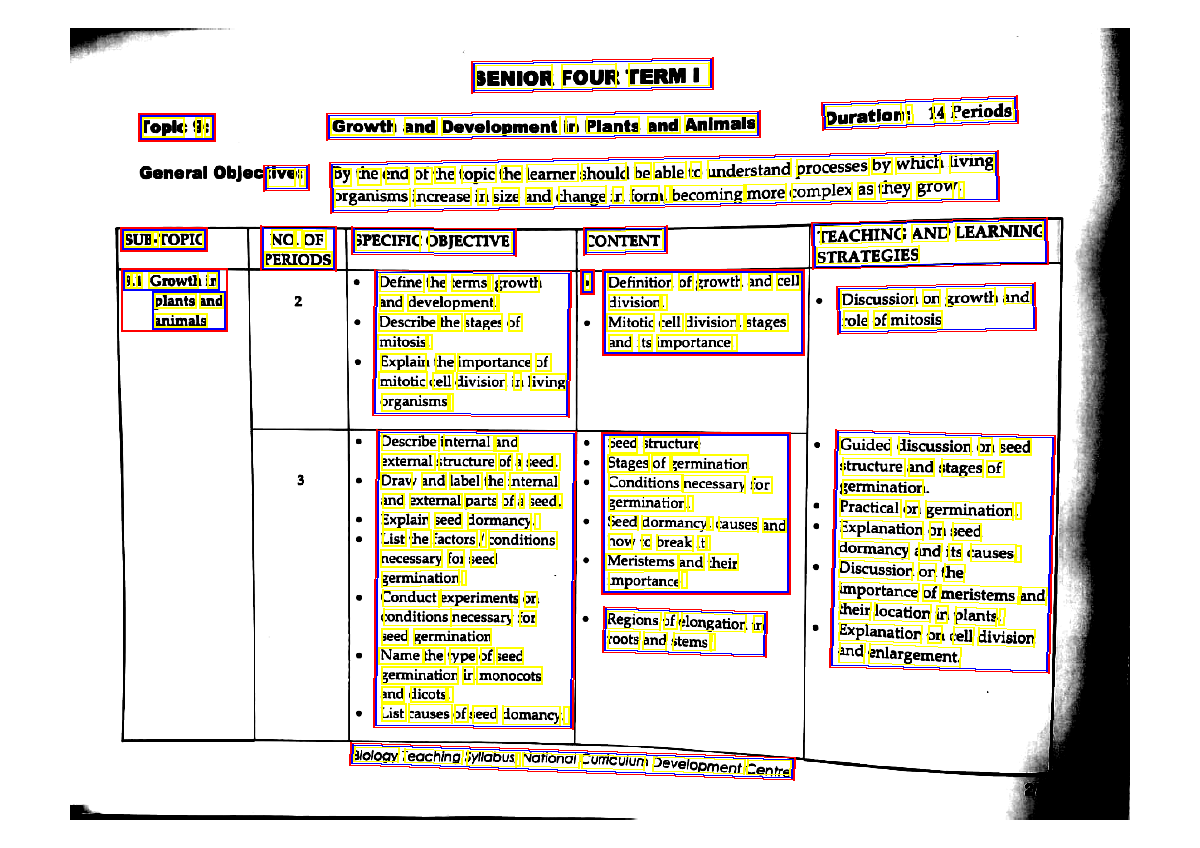 SENIOR FOUR TERM I
Topic 9: Growth and Development in Plants and Animals Duration: 14 Periods
General Objective: By the end of the topic the learner should be able to understand processes by which living
organisms increase in size and change in form, becoming more complex as they grow.
SUB-TOPIC
NO. OF
PERIODS
SPECIFIC OBJECTIVE
CONTENT
TEACHING AND LEARNING
STRATEGIES
9.1 Growth in
plants and
animals
2
• Define the terms growth
and development.
• Describe the stages of
mitosis.
• Explain the importance of
mitotic cell division in living
organisms
• Definition of growth and cell
division.
• Mitotic cell division, stages
and its importance
• Discussion on growth and
role of mitosis
3
• Describe internal and
external structure of a seed.
• Draw and label the internal
and external parts of a seed.
• Explain seed dormancy.
• List the factors / conditions
necessary for seed
germination
• Conduct experiments on
conditions necessary for
seed germination
• Name the type of seed
germination in monocots
and dicots.
• List causes of seed domancy.
• Seed structure
• Stages of germination
• Conditions necessary for
germination.
• Seed dormancy, causes and
how to break it
• Meristems and their
importance.
• Regions of elongation in
roots and stems
• Guided discussion on seed
structure and stages of
germination.
• Practical on germination.
• Explanation on seed
dormancy and its causes.
• Discussion on the
importance of meristems and
their location in plants.
• Explanation on cell division
and enlargement.
Biology Teaching Syllabus National Curriculum Development Centre